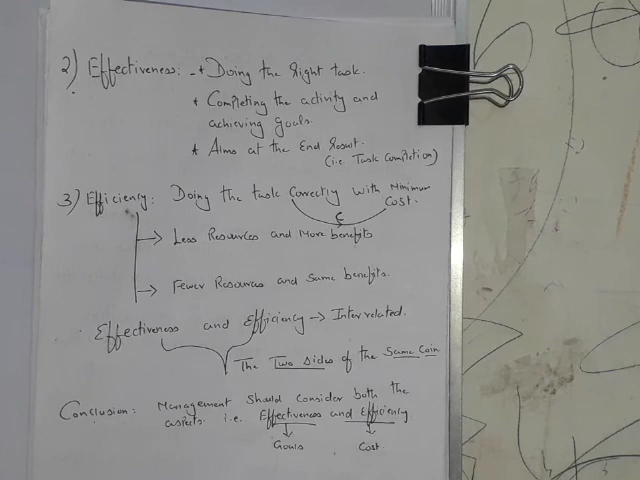 2) Effectiveness: -* Doing the Right task.
* Completing the activity and
achieving goals.
* Aims at the End Result.
(i.e. Task Completion)
3) Efficiency: Doing the task Correctly with Minimum
Cost.
→ Less Resources and More benefits
→ Fewer Resources and Same benefits.
Effectiveness and Efficiency → Interrelated.
The Two sides of the Same Coin
Conclusion: Management should consider both the
aspects. i.e. Effectiveness and Efficiency
Goals Cost